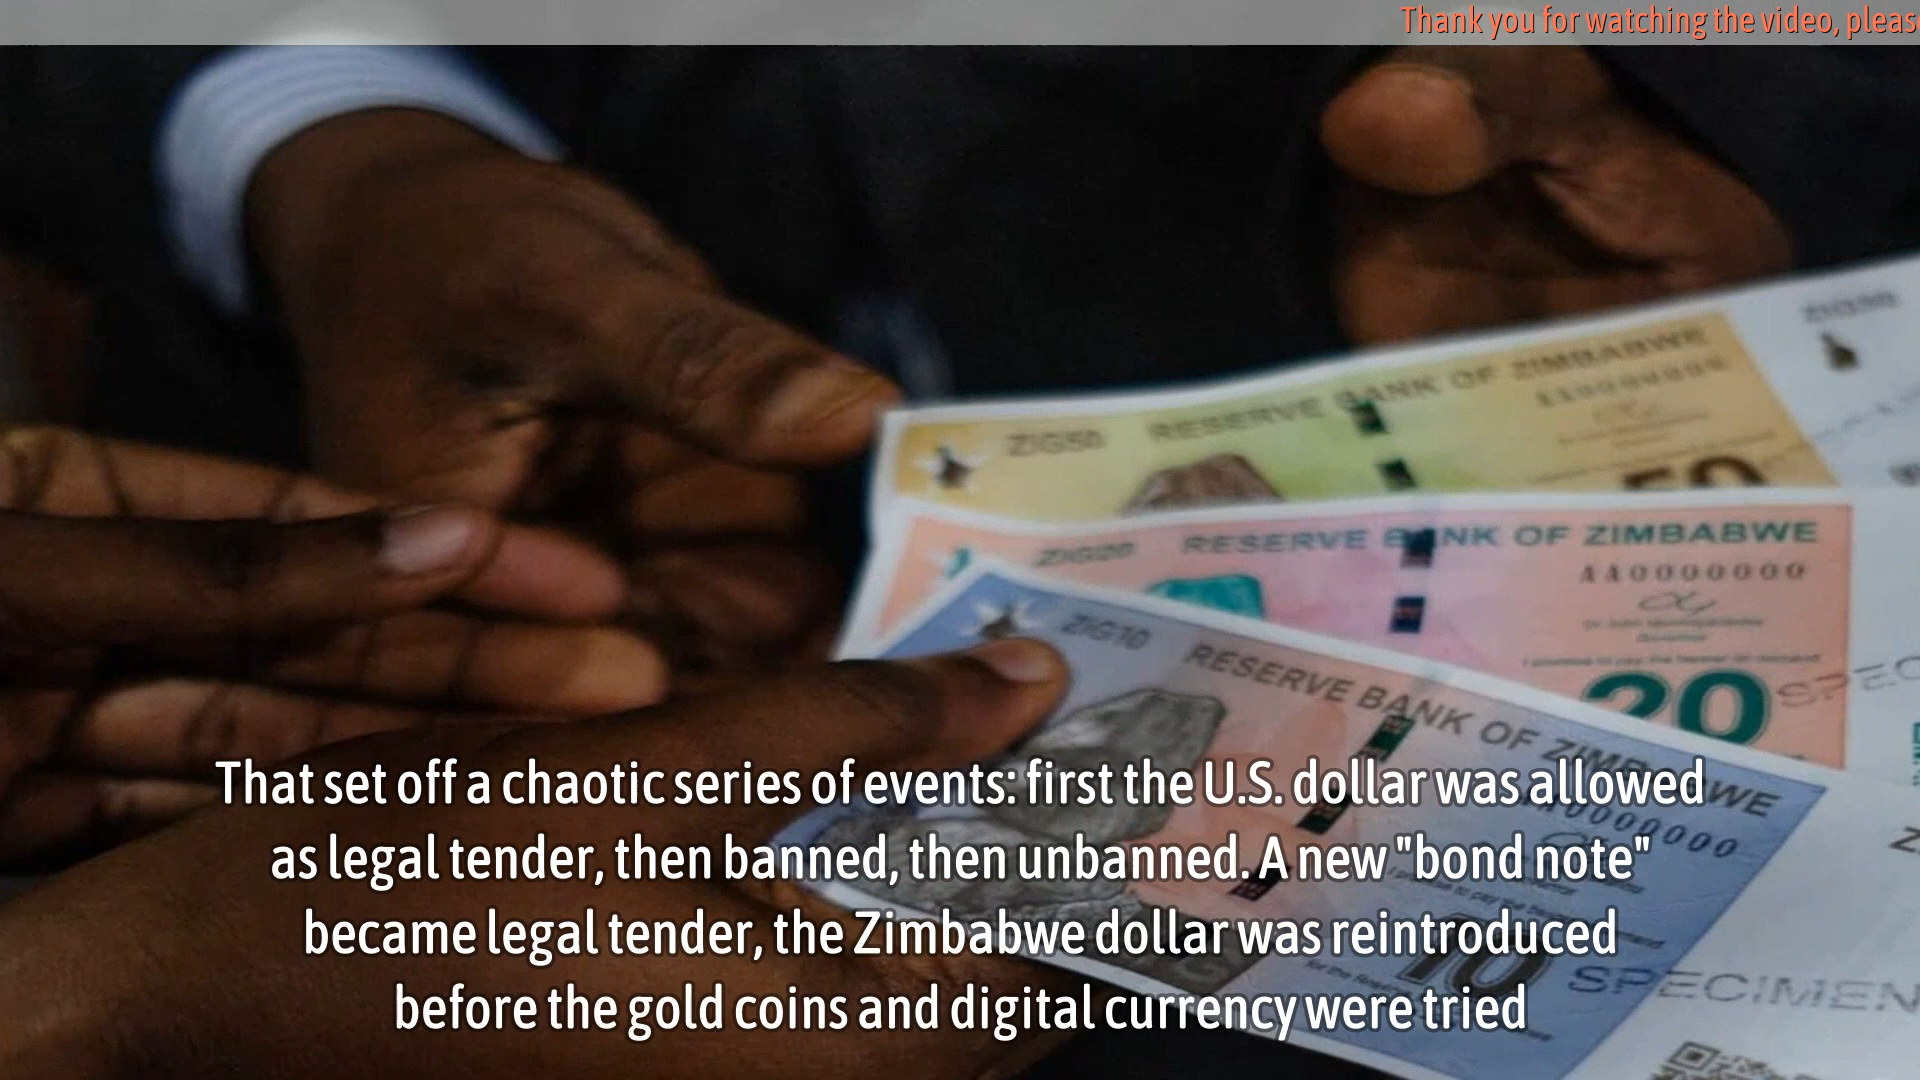 Thank you for watching the video, pleas
ZIG50
RESERVE BANK OF ZIMBABWE
50
ZIG20
RESERVE BANK OF ZIMBABWE
AA0000000
20
ZIG10
RESERVE BANK OF ZIMBABWE
10
SPECIMEN
That set off a chaotic series of events: first the U.S. dollar was allowed
as legal tender, then banned, then unbanned. A new "bond note"
became legal tender, the Zimbabwe dollar was reintroduced
before the gold coins and digital currency were tried